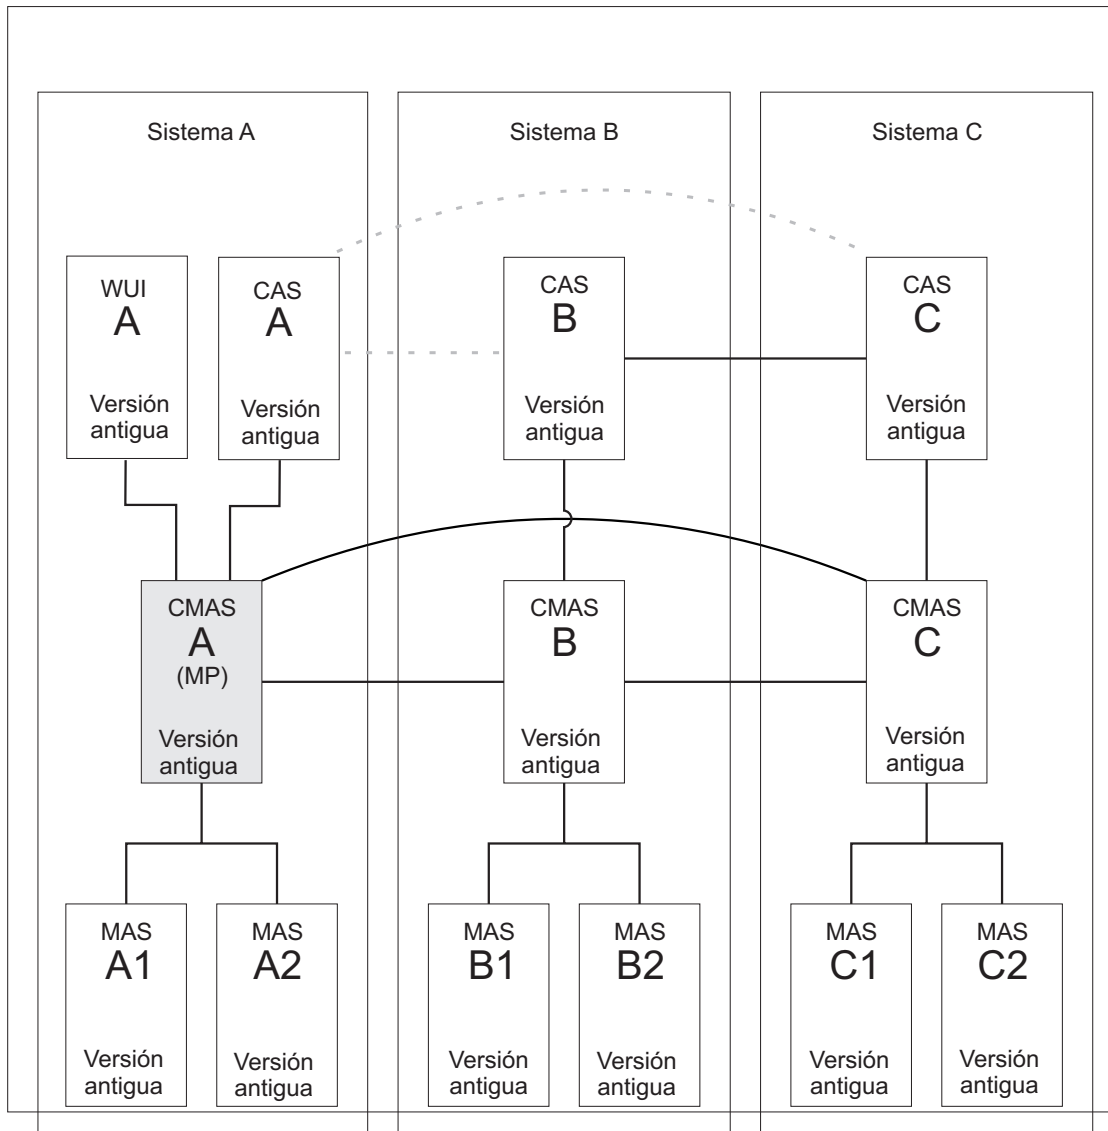 Sistema A
Sistema B
Sistema C
WUI
A
Versión
antigua
CAS
A
Versión
antigua
CAS
B
Versión
antigua
CAS
C
Versión
antigua
CMAS
A
(MP)
Versión
antigua
CMAS
B
Versión
antigua
CMAS
C
Versión
antigua
MAS
A1
Versión
antigua
MAS
A2
Versión
antigua
MAS
B1
Versión
antigua
MAS
B2
Versión
antigua
MAS
C1
Versión
antigua
MAS
C2
Versión
antigua